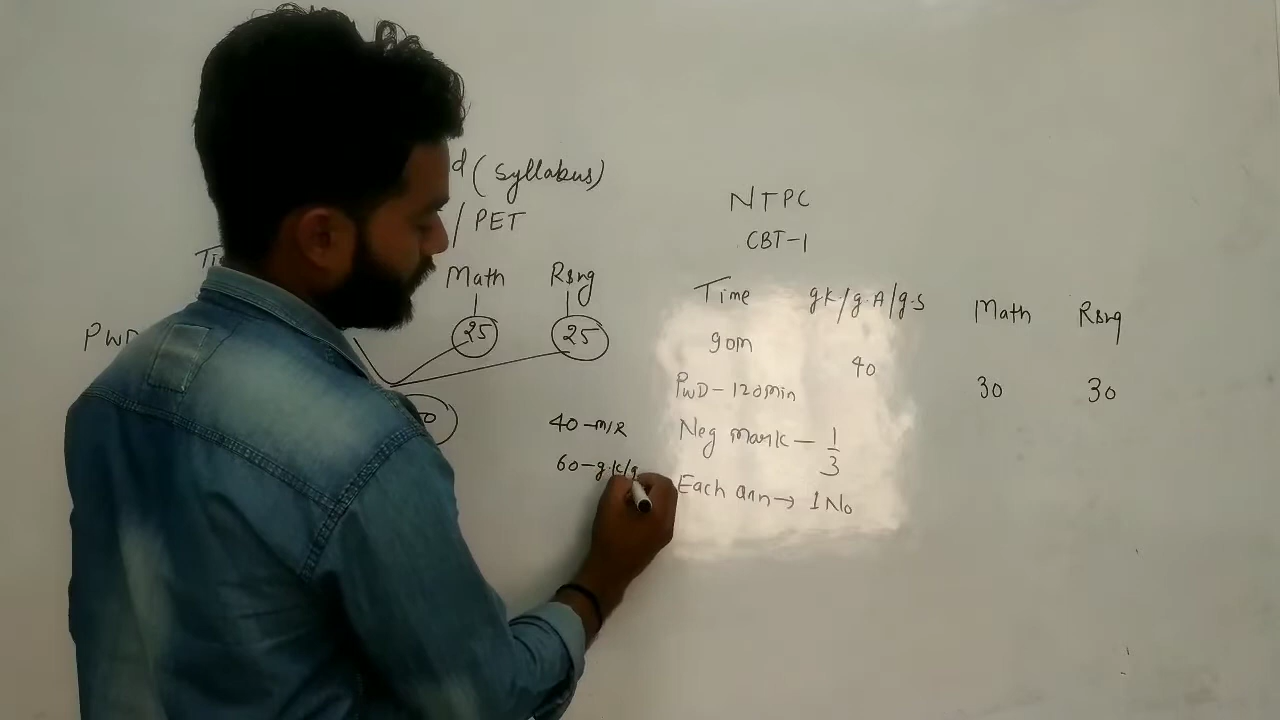 d (syllabus)
/ PET
Ti
Math Rsng
25 25
PWD
40-m/R
60-g.k/g
NTPC
CBT-1
Time gk/g.A/g.S Math Rsng
90m
40 30 30
PWD-120min
Neg mark - 1/3
Each ann → 1 No